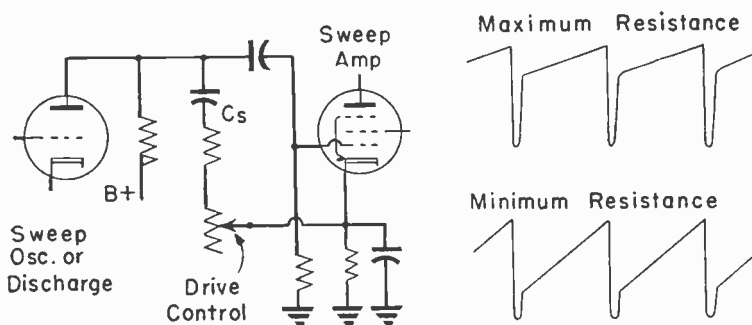 Sweep
Amp
Cs
B+
Sweep
Osc. or
Discharge
Drive
Control
Maximum Resistance
Minimum Resistance